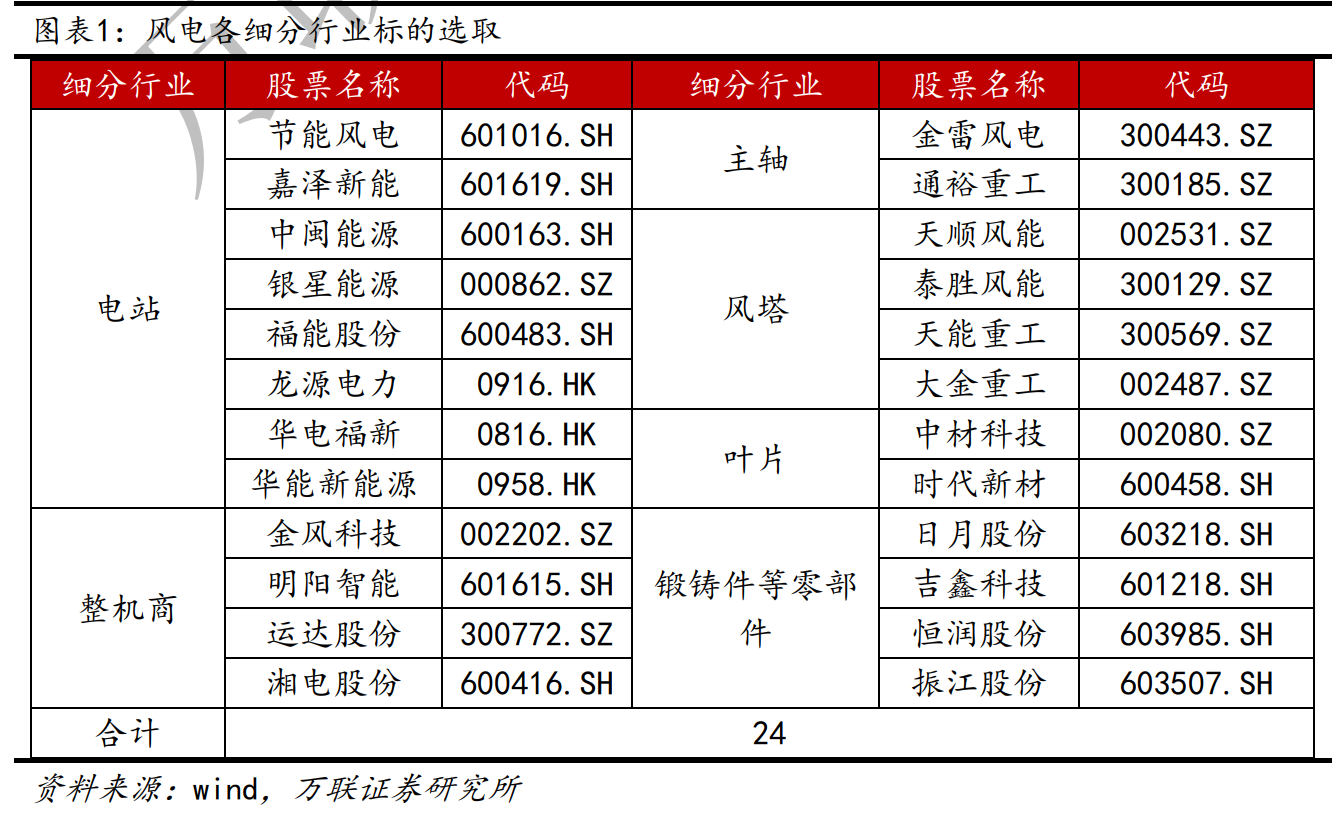 图表1：风电各细分行业标的选取
细分行业 股票名称 代码 细分行业 股票名称 代码
电站 节能风电 601016.SH 主轴 金雷风电 300443.SZ
嘉泽新能 601619.SH 通裕重工 300185.SZ
中闽能源 600163.SH 风塔 天顺风能 002531.SZ
银星能源 000862.SZ 泰胜风能 300129.SZ
福能股份 600483.SH 天能重工 300569.SZ
龙源电力 0916.HK 大金重工 002487.SZ
华电福新 0816.HK 叶片 中材科技 002080.SZ
华能新能源 0958.HK 时代新材 600458.SH
整机商 金风科技 002202.SZ 锻铸件等零部件 日月股份 603218.SH
明阳智能 601615.SH 吉鑫科技 601218.SH
运达股份 300772.SZ 恒润股份 603985.SH
湘电股份 600416.SH 振江股份 603507.SH
合计 24
资料来源：wind，万联证券研究所